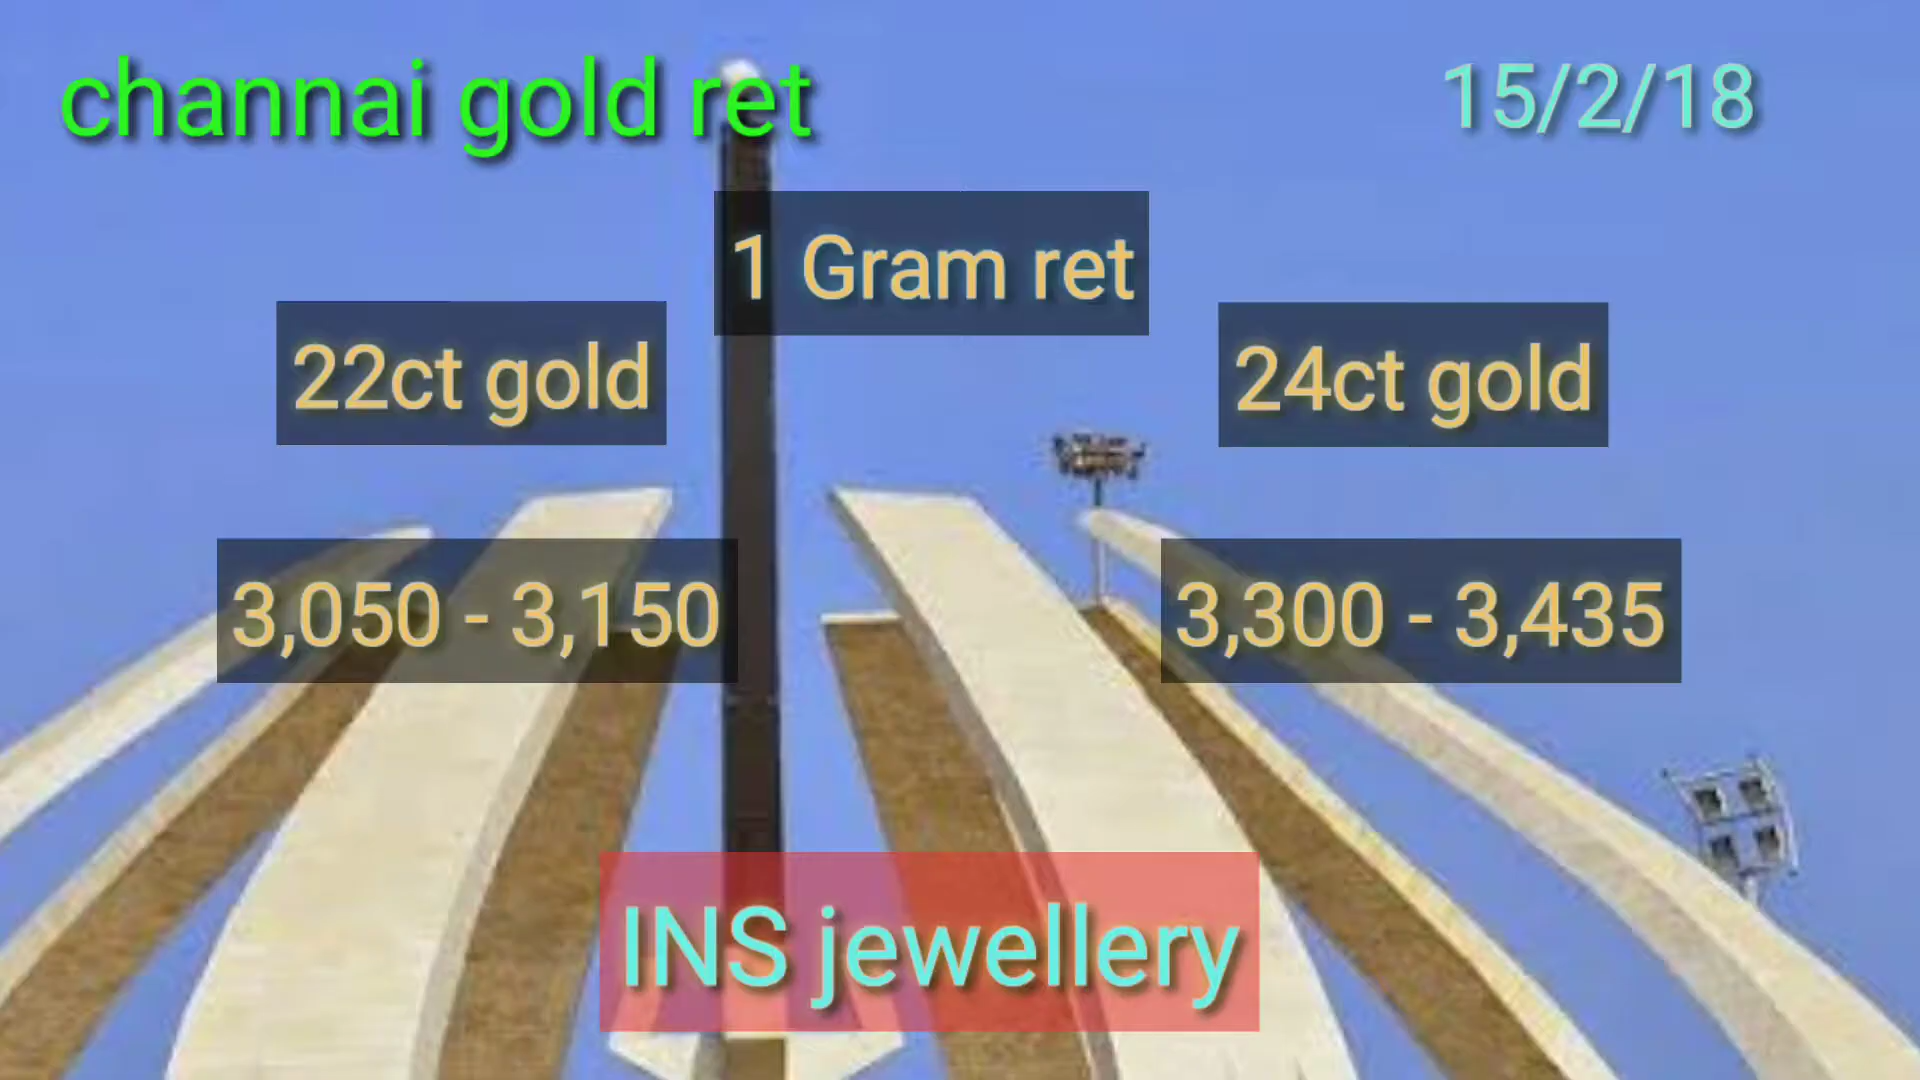 channai gold ret
15/2/18
1 Gram ret
22ct gold
24ct gold
3,050 - 3,150
3,300 - 3,435
INS jewellery